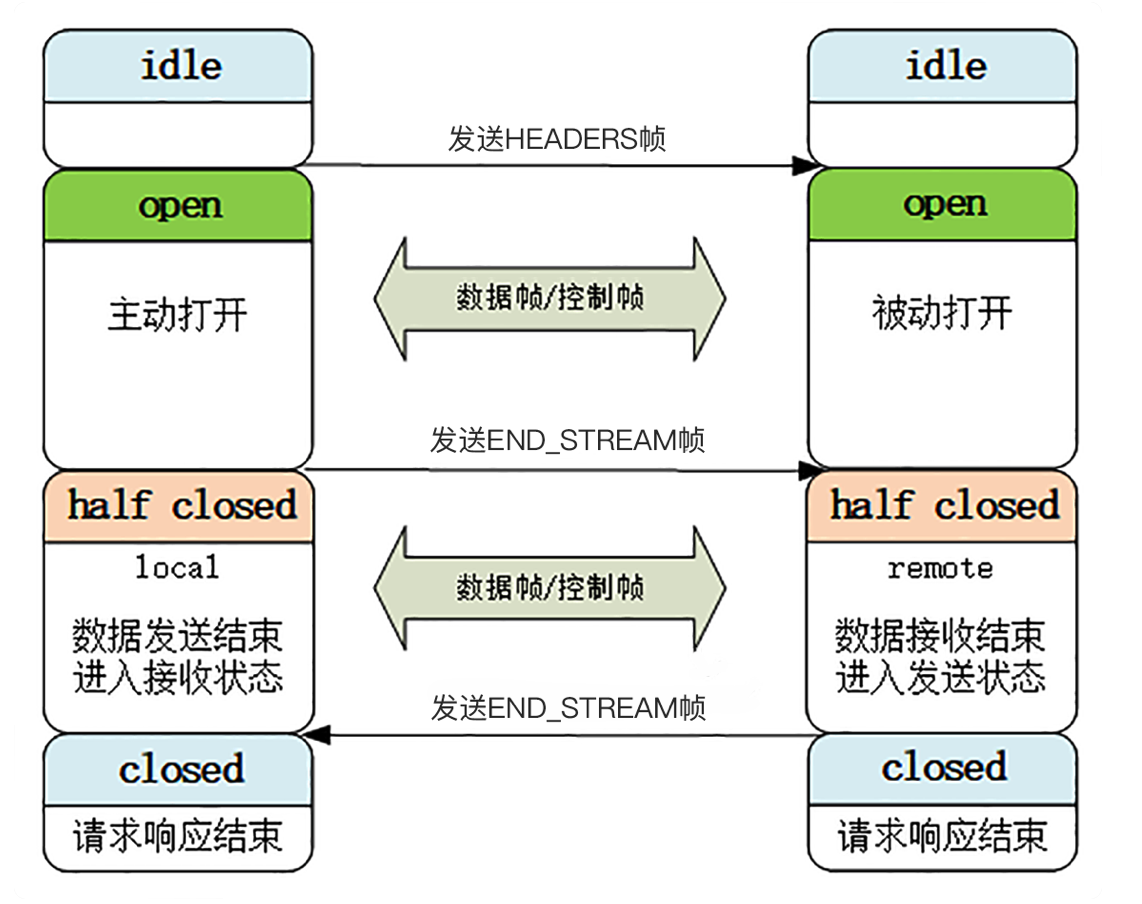 idle
idle
发送HEADERS帧
open
open
主动打开
数据帧/控制帧
被动打开
发送END_STREAM帧
half closed
half closed
local
remote
数据帧/控制帧
数据发送结束
进入接收状态
数据接收结束
进入发送状态
发送END_STREAM帧
closed
closed
请求响应结束
请求响应结束